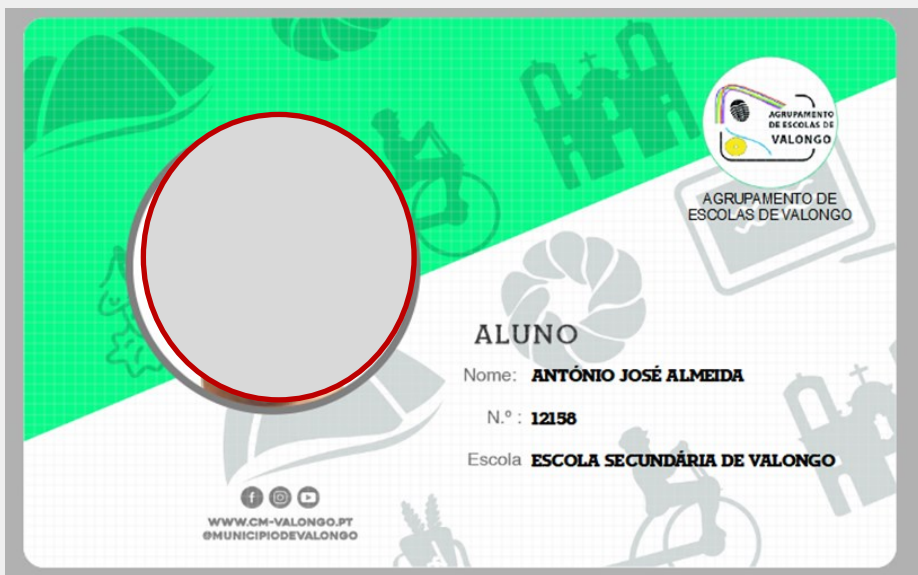 AGRUPAMENTO
DE ESCOLAS DE
VALONGO
AGRUPAMENTO DE
ESCOLAS DE VALONGO
ALUNO
Nome: ANTÓNIO JOSÉ ALMEIDA
N.º : 12158
Escola ESCOLA SECUNDÁRIA DE VALONGO
WWW.CM-VALONGO.PT
@MUNICIPIODEVALONGO